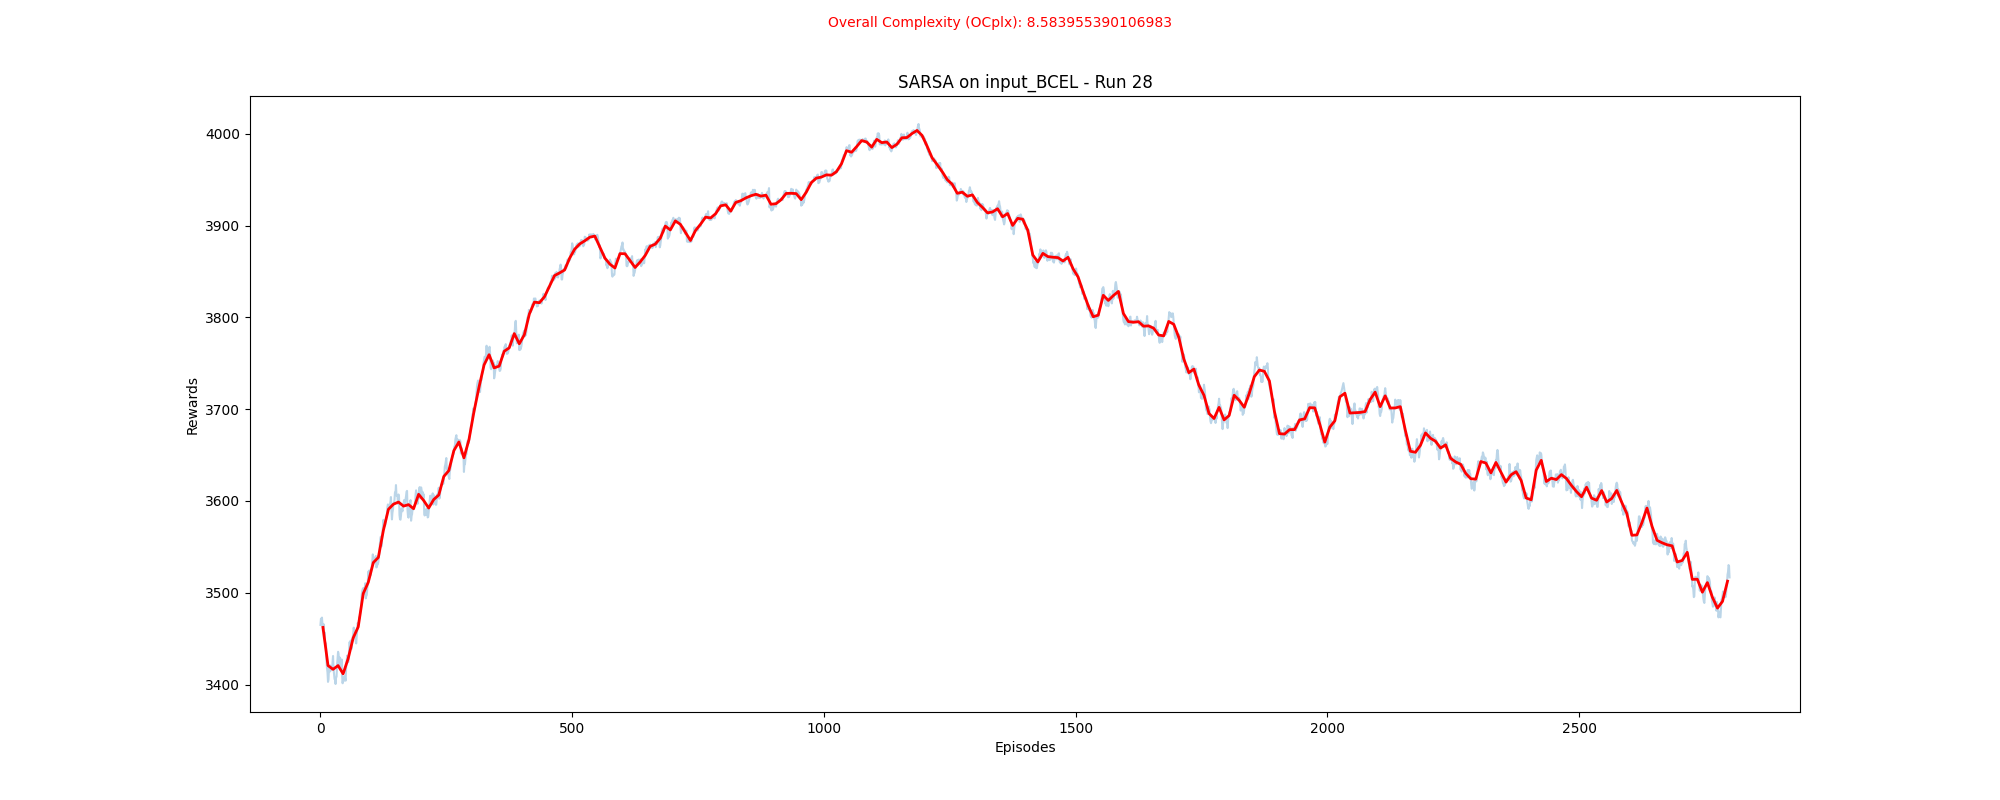 Overall Complexity (OCplx): 8.583955390106983
SARSA on input_BCEL - Run 28
4000
3900
3800
3700
3600
3500
3400
Rewards
0 500 1000 1500 2000 2500
Episodes